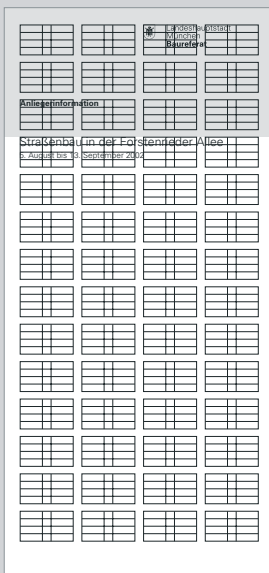 Landeshauptstadt
München
Baureferat
Anliegerinformation
Straßenbau in der Forstenrieder Allee
5. August bis 13. September 2002